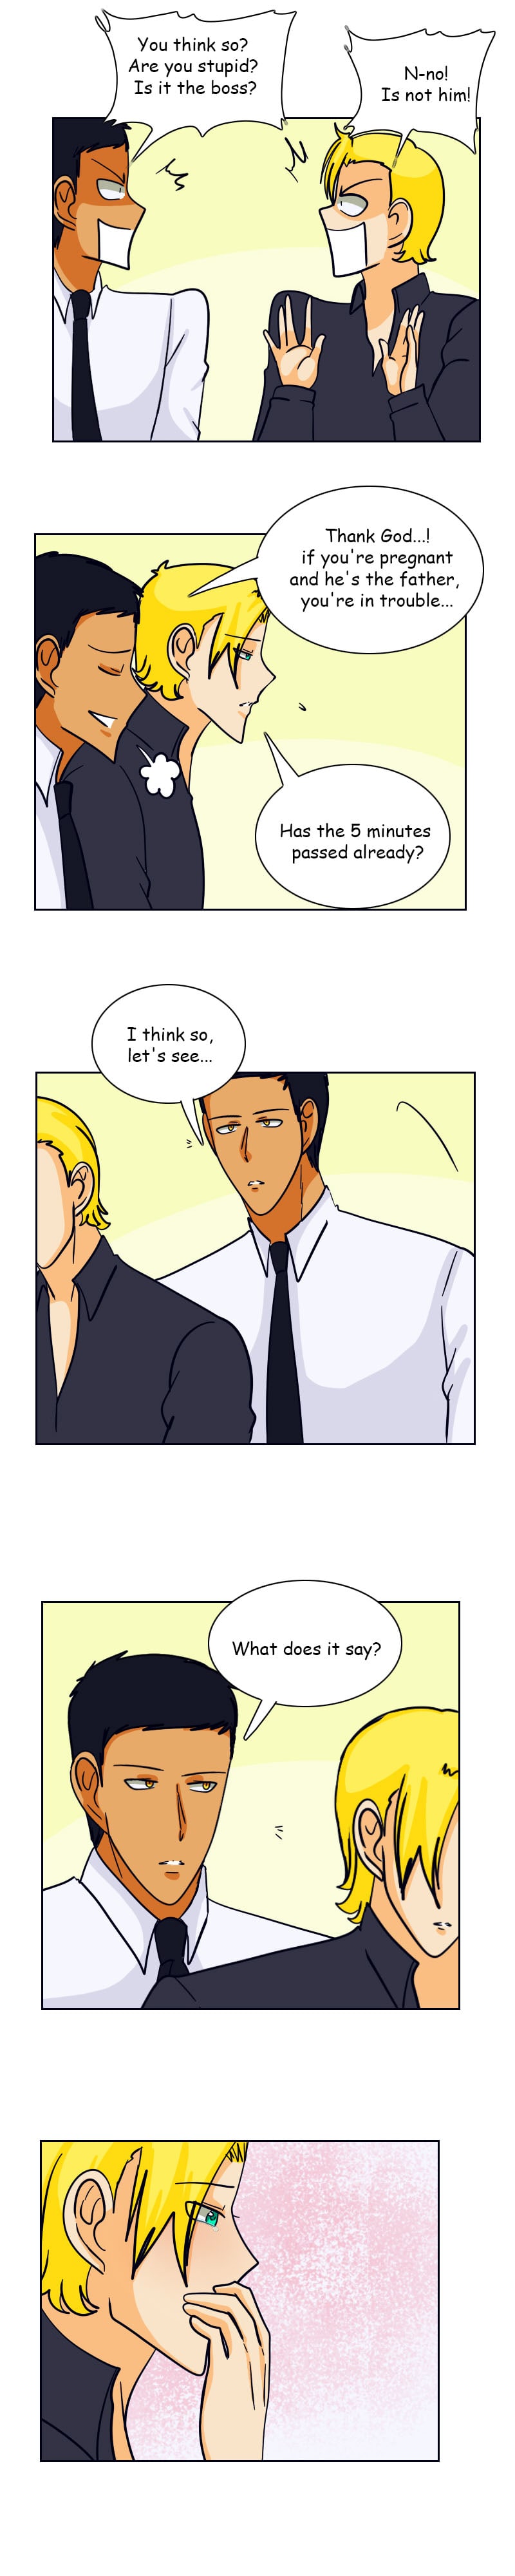 You think so?
Are you stupid?
Is it the boss?
N-no!
Is not him!
Thank God...!
if you're pregnant
and he's the father,
you're in trouble...
Has the 5 minutes
passed already?
I think so,
let's see...
What does it say?